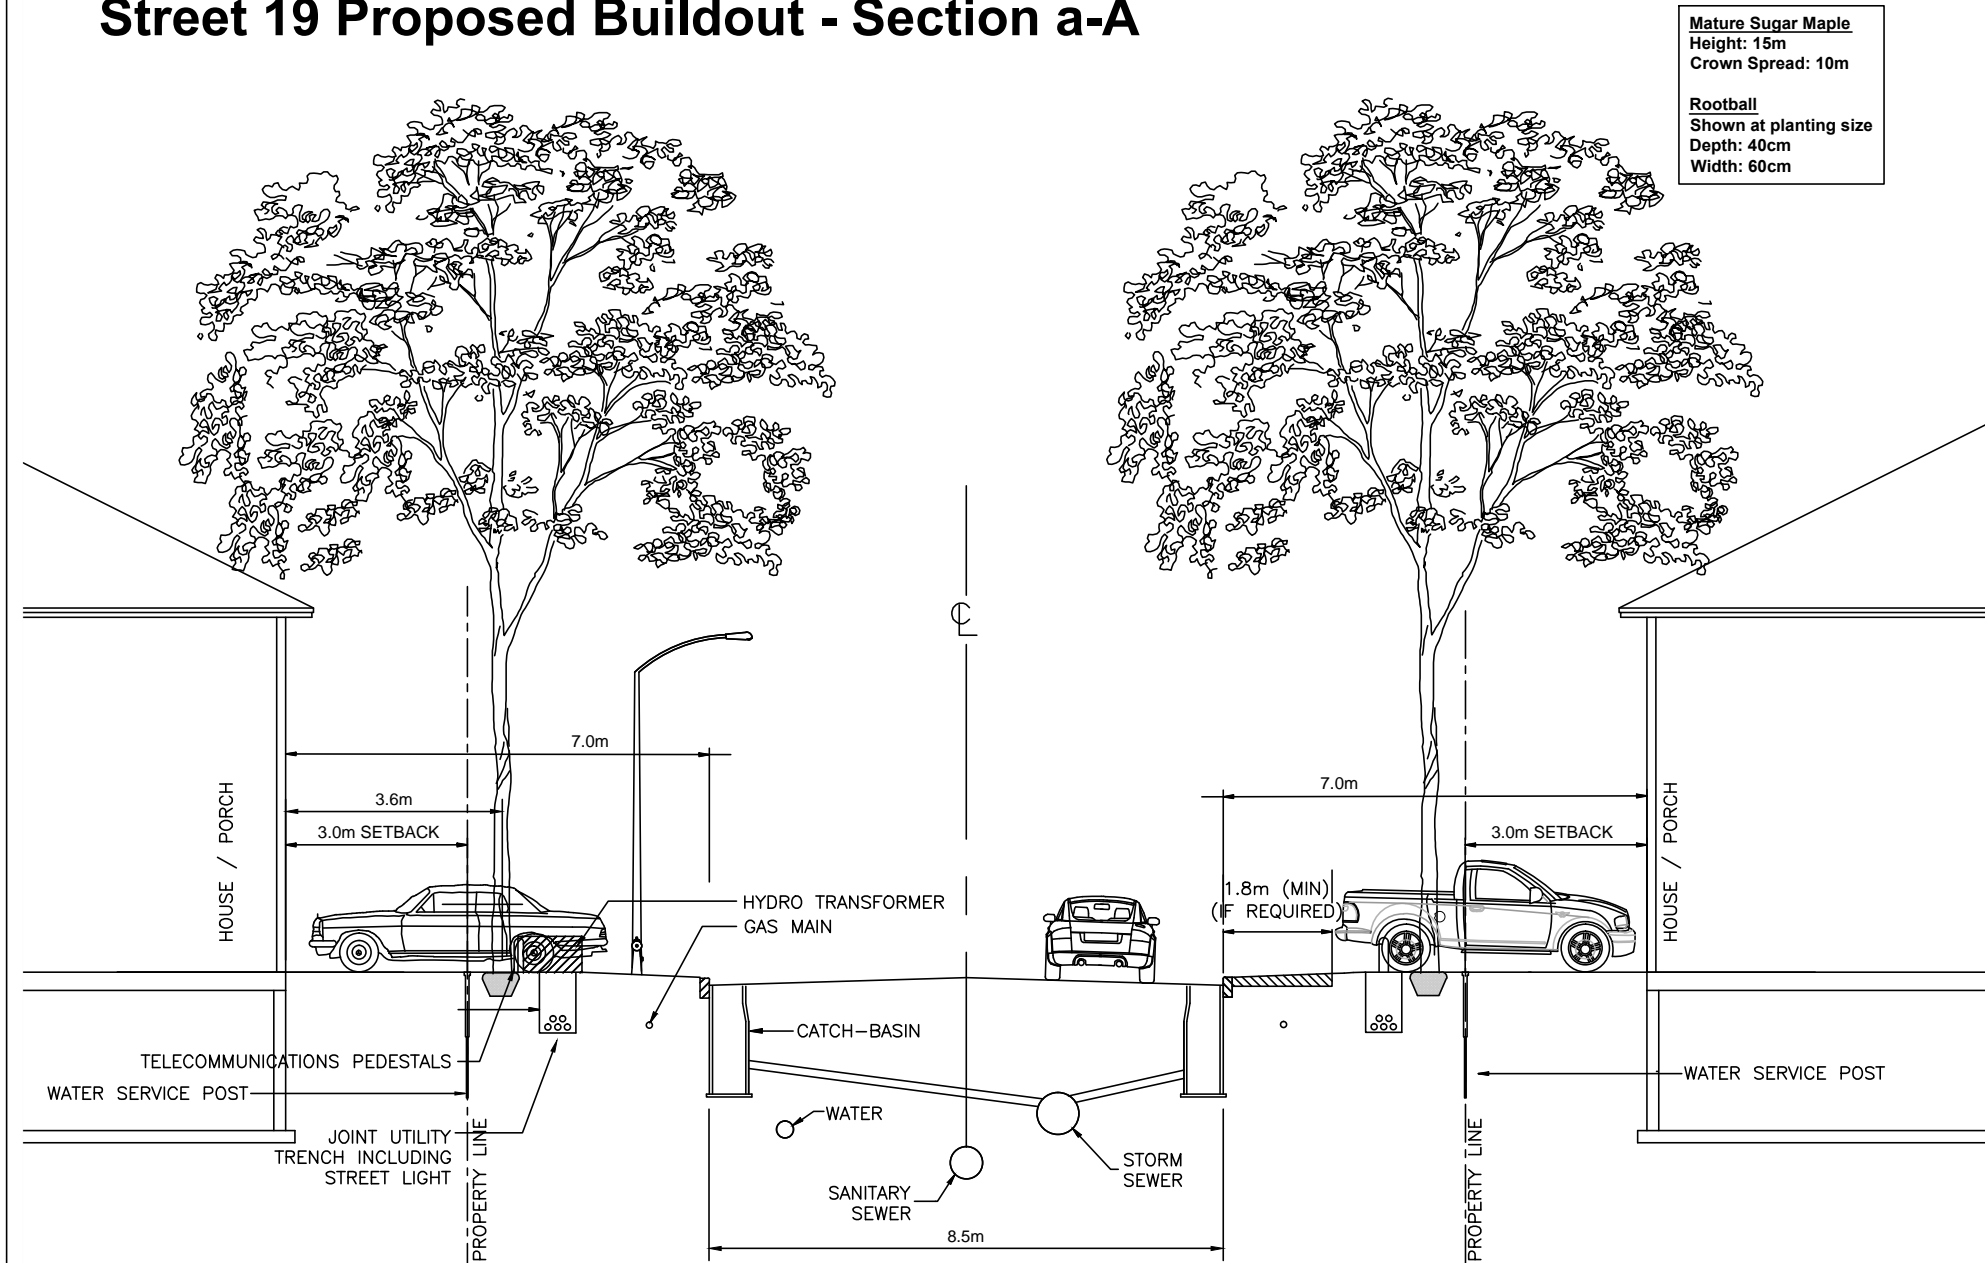 Street 19 Proposed Buildout - Section a-A
Mature Sugar Maple
Height: 15m
Crown Spread: 10m
Rootball
Shown at planting size
Depth: 40cm
Width: 60cm
℄
7.0m
7.0m
3.6m
3.0m SETBACK
3.0m SETBACK
HOUSE / PORCH
HOUSE / PORCH
1.8m (MIN)
(IF REQUIRED)
HYDRO TRANSFORMER
GAS MAIN
CATCH-BASIN
TELECOMMUNICATIONS PEDESTALS
WATER SERVICE POST
WATER SERVICE POST
WATER
JOINT UTILITY
TRENCH INCLUDING
STREET LIGHT
PROPERTY LINE
PROPERTY LINE
STORM
SEWER
SANITARY
SEWER
8.5m